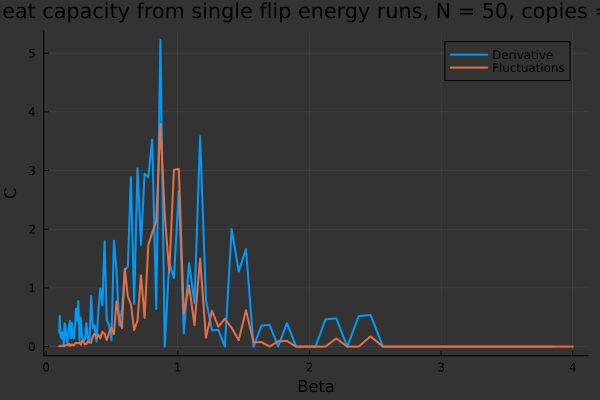 eat capacity from single flip energy runs, N = 50, copies =
Derivative
Fluctuations
5
4
3
2
1
0
C
0
1
2
3
4
Beta